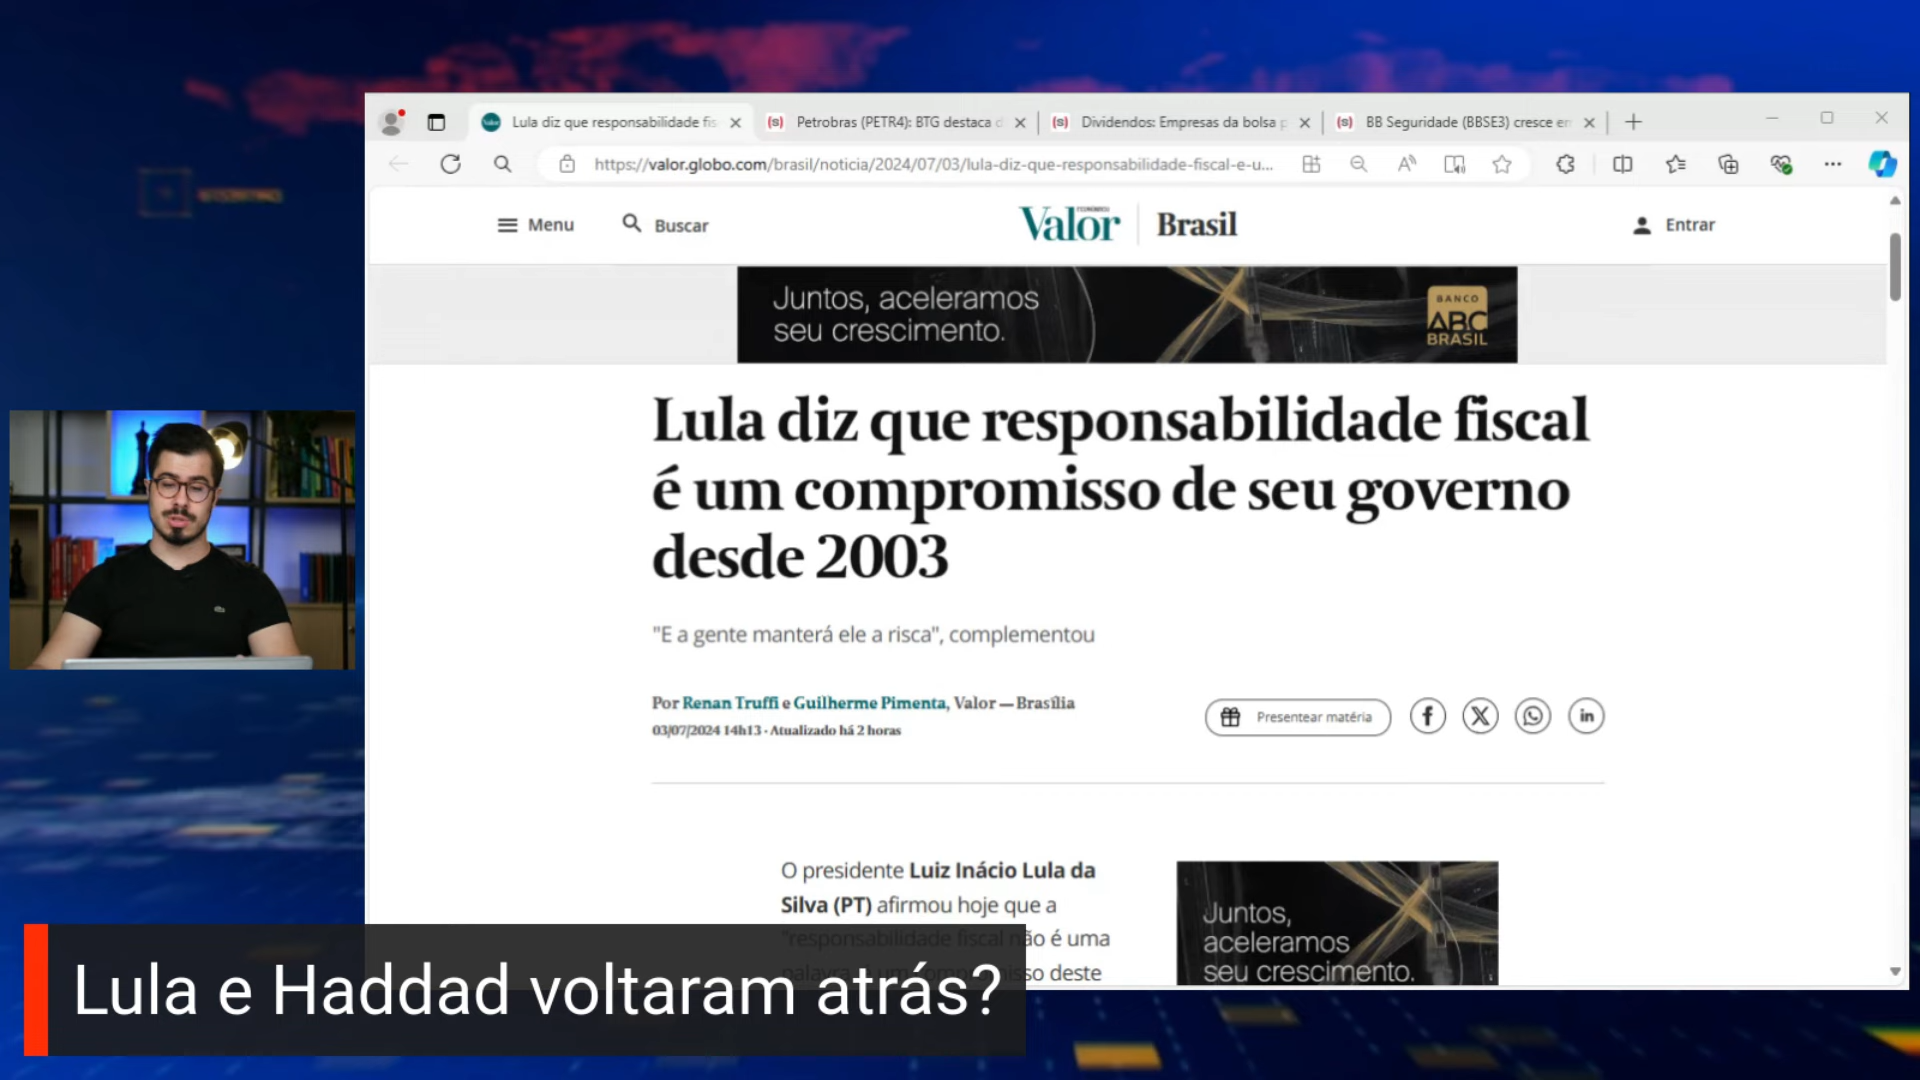 Lula diz que responsabilidade fis
Petrobras (PETR4): BTG destaca d
Dividendos: Empresas da bolsa p
BB Seguridade (BBSE3) cresce en
https://valor.globo.com/brasil/noticia/2024/07/03/lula-diz-que-responsabilidade-fiscal-e-u...
Menu
Buscar
Valor
Brasil
Entrar
Juntos, aceleramos
seu crescimento.
BANCO
ABC
BRASIL
Lula diz que responsabilidade fiscal
é um compromisso de seu governo
desde 2003
"E a gente manterá ele a risca", complementou
Por Renan Truffi e Guilherme Pimenta, Valor — Brasília
03/07/2024 14h13 · Atualizado há 2 horas
Presentear matéria
O presidente Luiz Inácio Lula da
Silva (PT) afirmou hoje que a
"responsabilidade fiscal não é uma
palavra, é um compromisso deste
Juntos,
aceleramos
seu crescimento.
Lula e Haddad voltaram atrás?